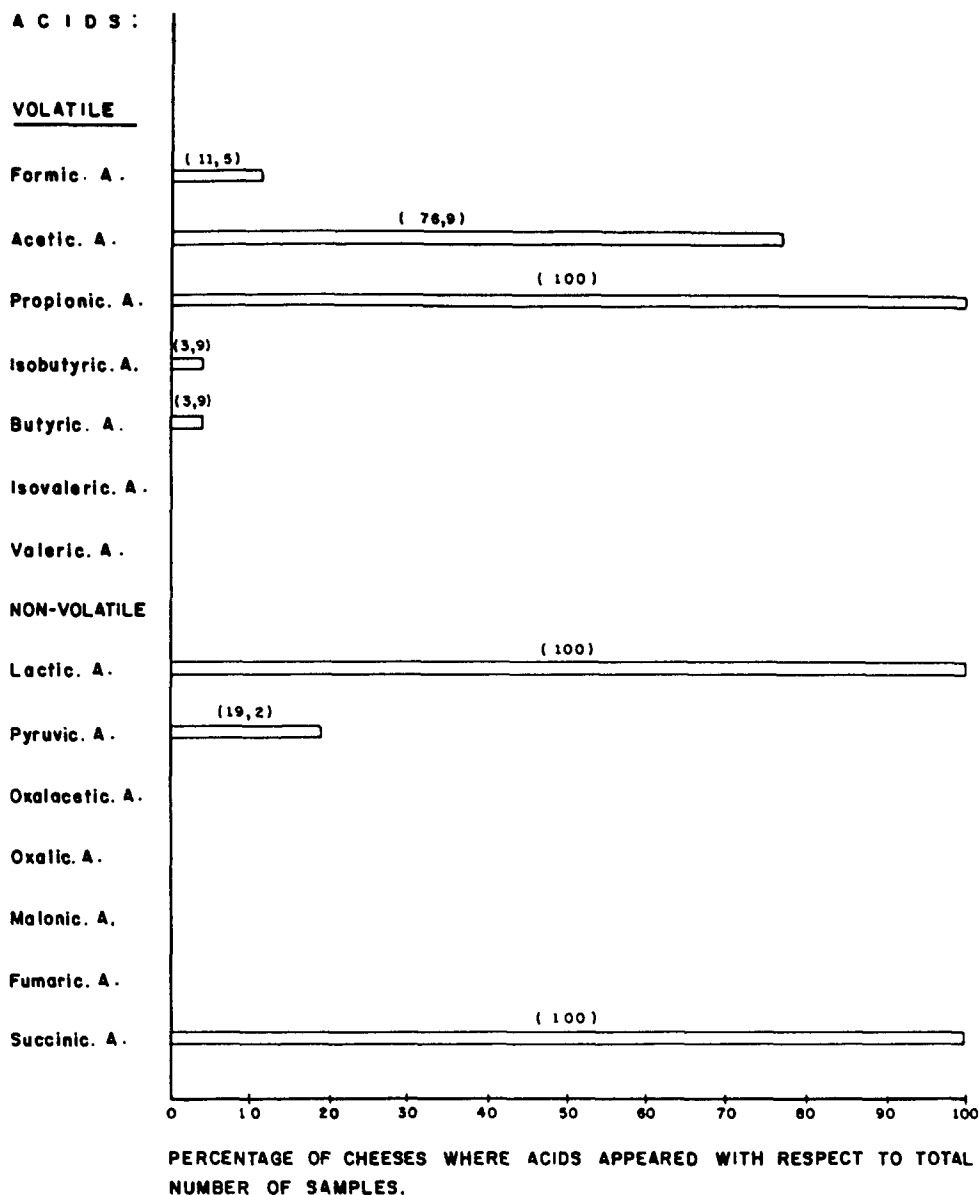 ACIDS:
VOLATILE
Formic. A.
(11,5)
Acetic. A.
(76,9)
Propionic. A.
(100)
Isobutyric. A.
(3,9)
Butyric. A.
(3,9)
Isovaleric. A.
Valeric. A.
NON-VOLATILE
Lactic. A.
(100)
Pyruvic. A.
(19,2)
Oxalacetic. A.
Oxalic. A.
Malonic. A.
Fumaric. A.
Succinic. A.
(100)
0 10 20 30 40 50 60 70 80 90 100
PERCENTAGE OF CHEESES WHERE ACIDS APPEARED WITH RESPECT TO TOTAL
NUMBER OF SAMPLES.